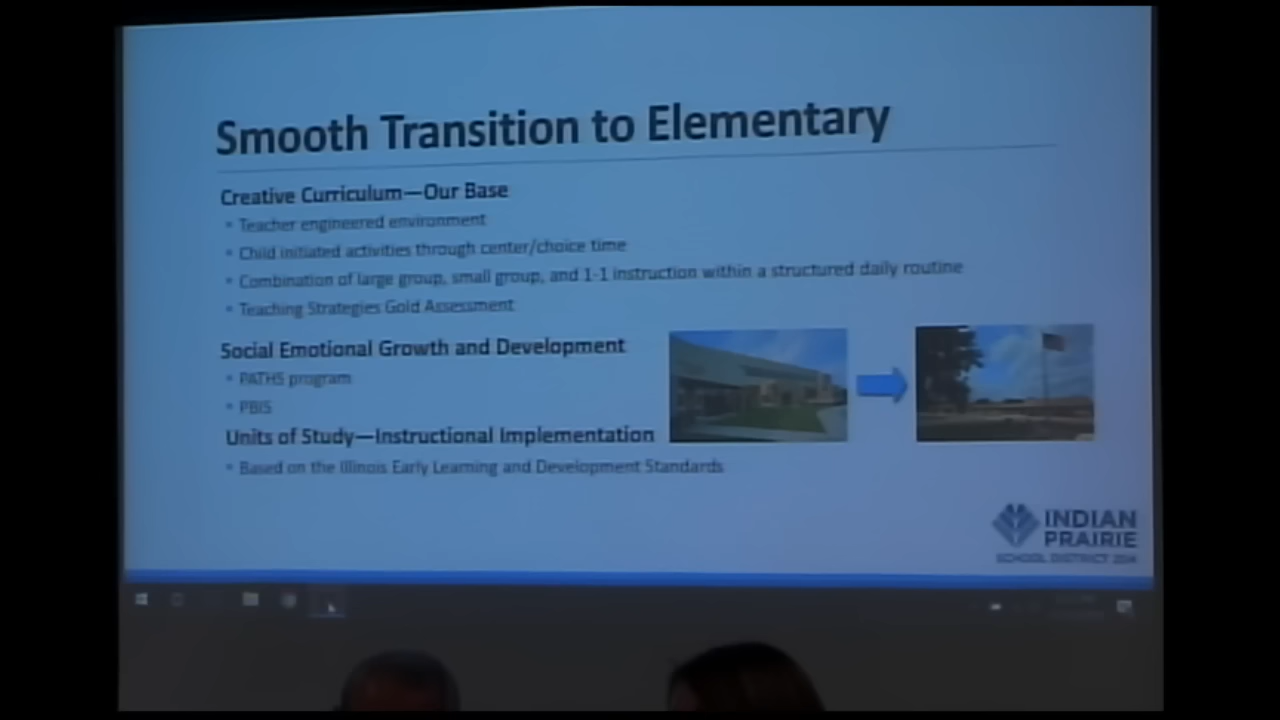 Smooth Transition to Elementary
Creative Curriculum—Our Base
• Teacher engineered environment
• Child initiated activities through center/choice time
• Combination of large group, small group, and 1-1 instruction within a structured daily routine
• Teaching Strategies Gold Assessment
Social Emotional Growth and Development
• PATHS program
• PBIS
Units of Study—Instructional Implementation
• Based on the Illinois Early Learning and Development Standards
INDIAN
PRAIRIE
SCHOOL DISTRICT 204